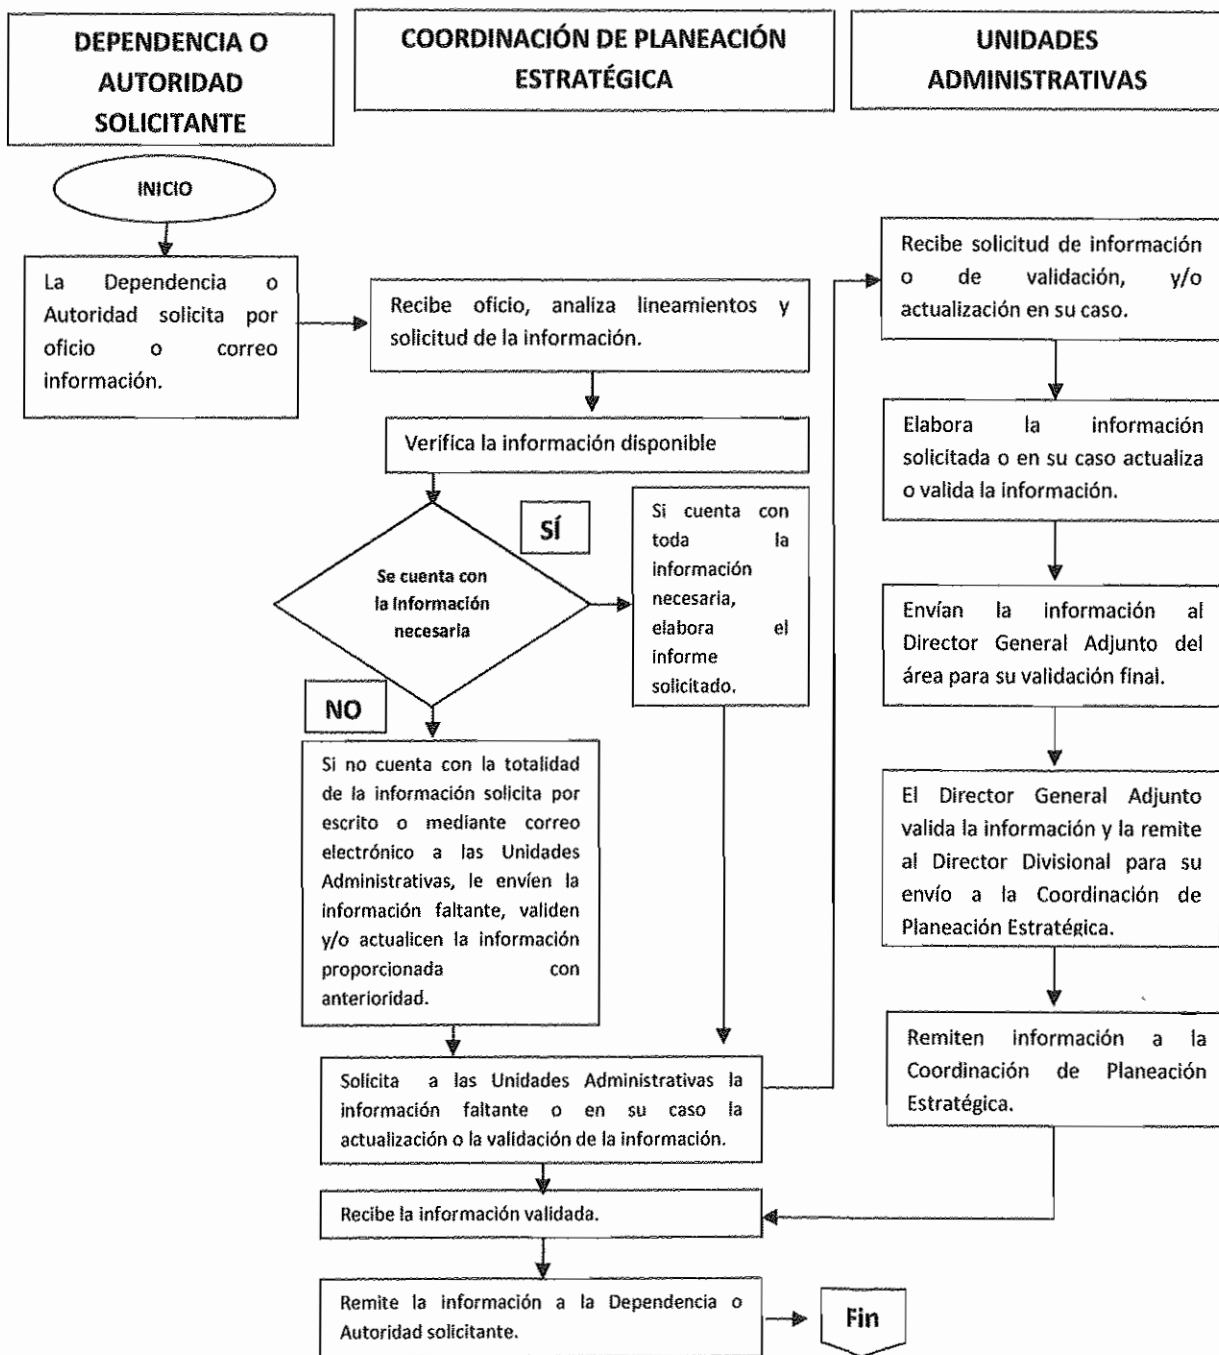 DEPENDENCIA O
AUTORIDAD
SOLICITANTE
COORDINACIÓN DE PLANEACIÓN
ESTRATÉGICA
UNIDADES
ADMINISTRATIVAS
INICIO
La Dependencia o
Autoridad solicita por
oficio o correo
información.
Recibe oficio, analiza lineamientos y
solicitud de la información.
Verifica la información disponible
Se cuenta con
la Información
necesaria
SÍ
Si cuenta con
toda la
información
necesaria,
elabora el
informe
solicitado.
NO
Si no cuenta con la totalidad
de la información solicita por
escrito o mediante correo
electrónico a las Unidades
Administrativas, le envíen la
información faltante, validen
y/o actualicen la información
proporcionada con
anterioridad.
Solicita a las Unidades Administrativas la
información faltante o en su caso la
actualización o la validación de la información.
Recibe solicitud de información
o de validación, y/o
actualización en su caso.
Elabora la información
solicitada o en su caso actualiza
o valida la información.
Envían la información al
Director General Adjunto del
área para su validación final.
El Director General Adjunto
valida la información y la remite
al Director Divisional para su
envío a la Coordinación de
Planeación Estratégica.
Remiten información a la
Coordinación de Planeación
Estratégica.
Recibe la información validada.
Remite la información a la Dependencia o
Autoridad solicitante.
Fin